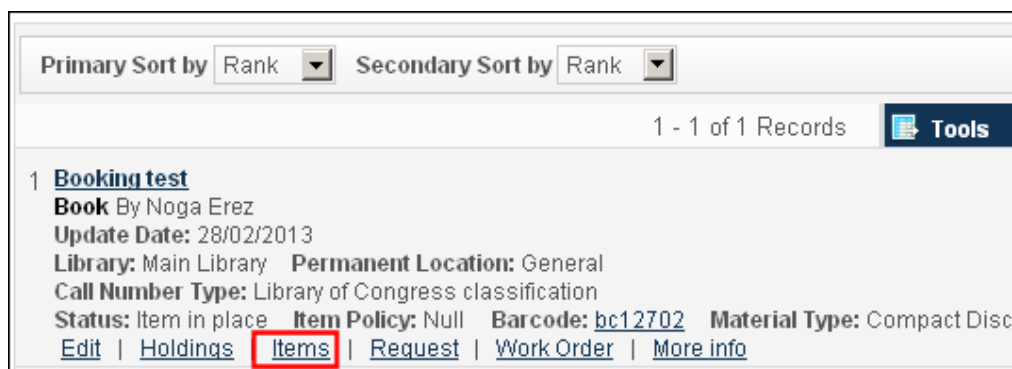 Primary Sort by Rank Secondary Sort by Rank
1 - 1 of 1 Records Tools
1 Booking test
Book By Noga Erez
Update Date: 28/02/2013
Library: Main Library Permanent Location: General
Call Number Type: Library of Congress classification
Status: Item in place Item Policy: Null Barcode: bc12702 Material Type: Compact Disc
Edit | Holdings | Items | Request | Work Order | More info